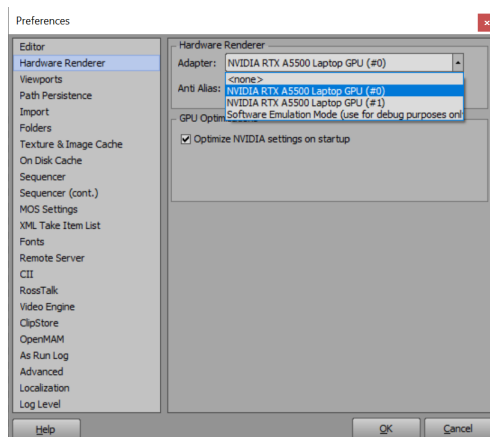 Preferences
Editor
Hardware Renderer
Viewports
Path Persistence
Import
Folders
Texture & Image Cache
On Disk Cache
Sequencer
Sequencer (cont.)
MOS Settings
XML Take Item List
Fonts
Remote Server
CII
RossTalk
Video Engine
ClipStore
OpenMAM
As Run Log
Advanced
Localization
Log Level
Hardware Renderer
Adapter: NVIDIA RTX A5500 Laptop GPU (#0)
<none>
Anti Alias: NVIDIA RTX A5500 Laptop GPU (#0)
NVIDIA RTX A5500 Laptop GPU (#1)
Software Emulation Mode (use for debug purposes onl
GPU Optim
Optimize NVIDIA settings on startup
Help
OK
Cancel